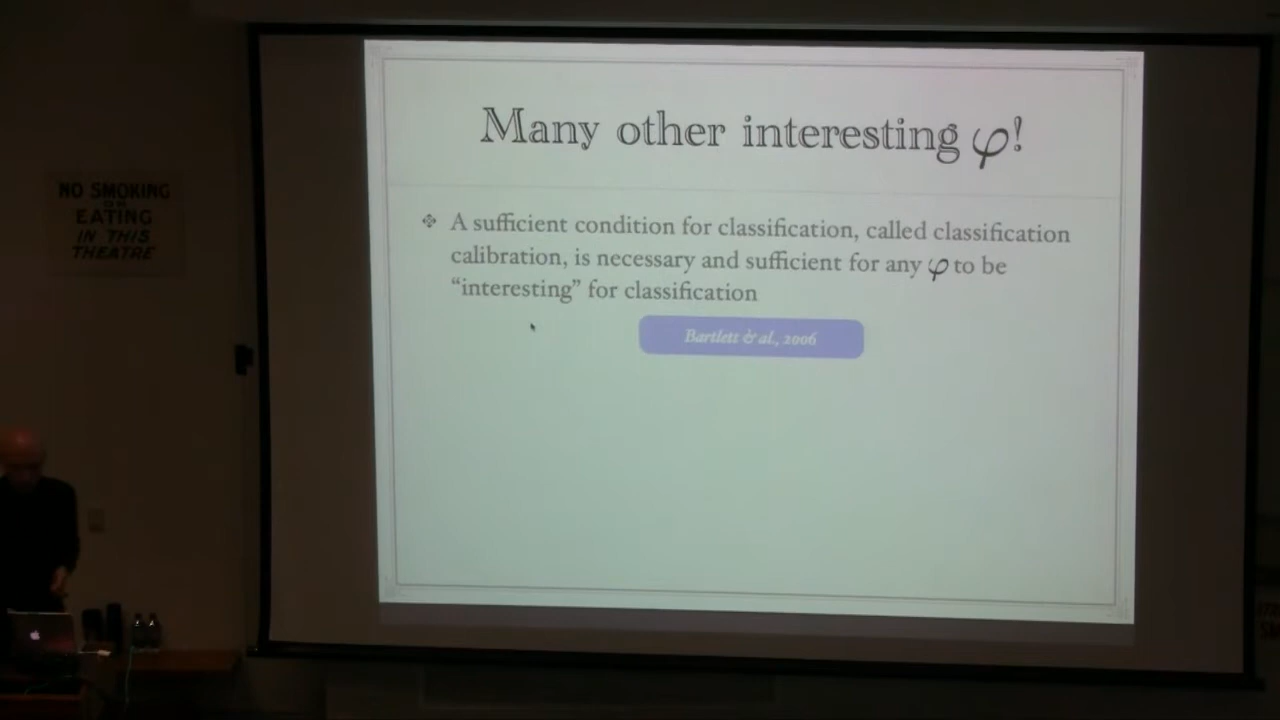 Many other interesting φ!
A sufficient condition for classification, called classification
calibration, is necessary and sufficient for any φ to be
“interesting” for classification
Bartlett & al., 2006
NO SMOKING
OR
EATING
IN THIS
THEATRE